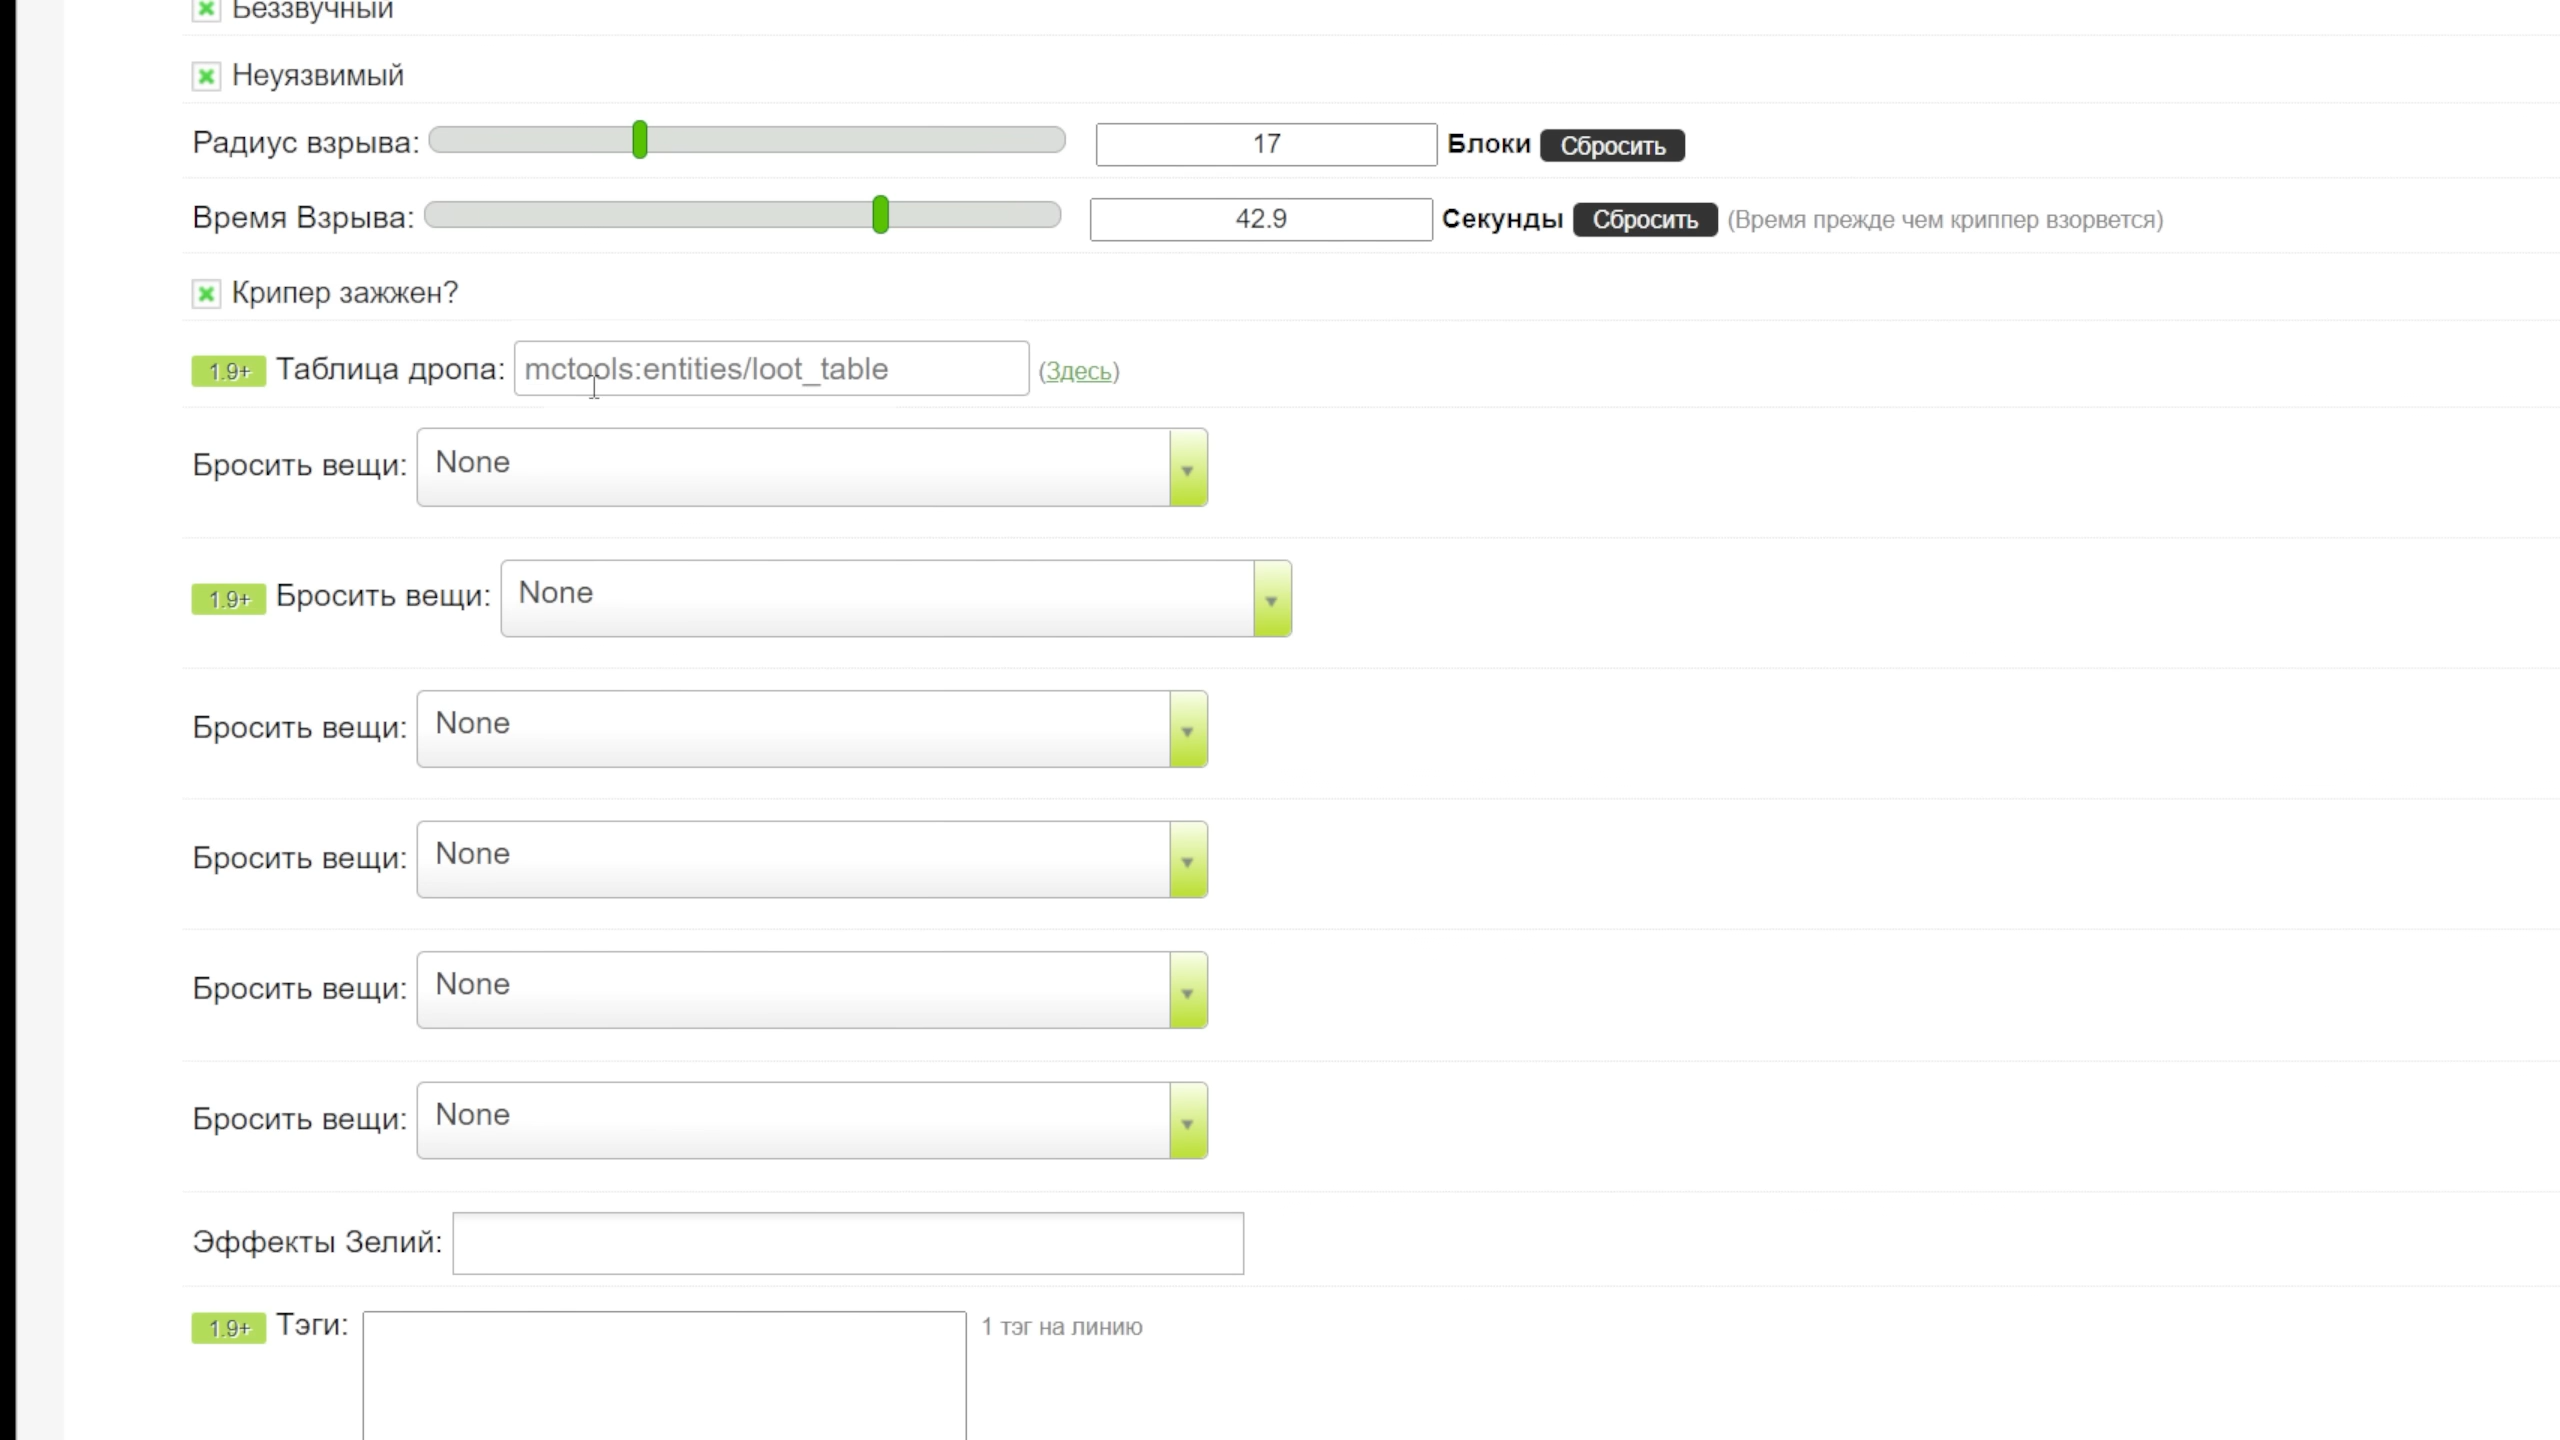 Беззвучный
Неуязвимый
Радиус взрыва: 17 Блоки Сбросить
Время Взрыва: 42.9 Секунды Сбросить (Время прежде чем криппер взорвется)
Крипер зажжен?
1.9+ Таблица дропа: mctools:entities/loot_table (Здесь)
Бросить вещи: None
1.9+ Бросить вещи: None
Бросить вещи: None
Бросить вещи: None
Бросить вещи: None
Бросить вещи: None
Эффекты Зелий:
1.9+ Тэги: 1 тэг на линию